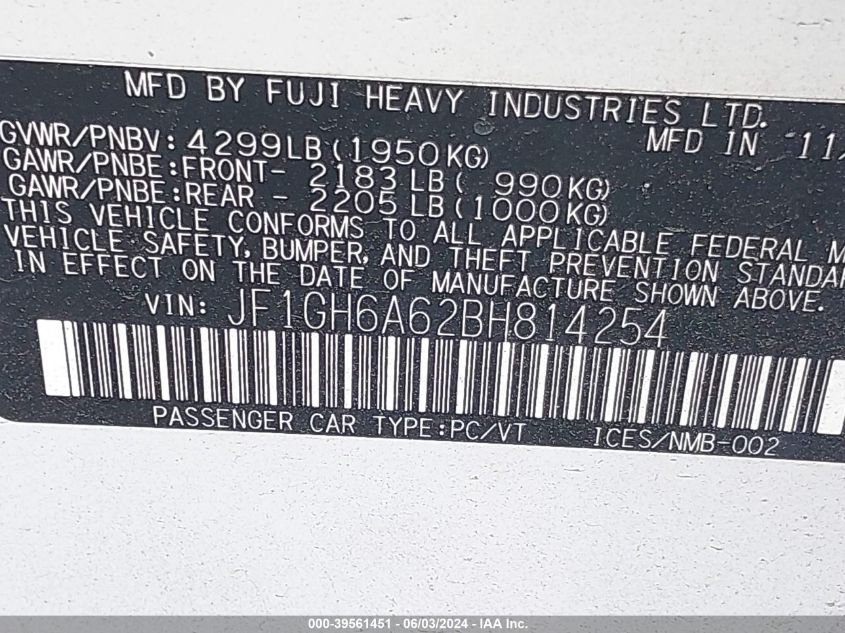 MFD BY FUJI HEAVY INDUSTRIES LTD.
GVWR/PNBV: 4299LB (1950KG) MFD IN 11/
GAWR/PNBE:FRONT- 2183LB( 990KG)
GAWR/PNBE:REAR - 2205LB(1000KG)
THIS VEHICLE CONFORMS TO ALL APPLICABLE FEDERAL M
VEHICLE SAFETY, BUMPER, AND THEFT PREVENTION STANDAR
IN EFFECT ON THE DATE OF MANUFACTURE SHOWN ABOVE.
VIN: JF1GH6A62BH814254
PASSENGER CAR TYPE:PC/VT ICES/NMB-002
000-39561451 - 06/03/2024 - IAA Inc.